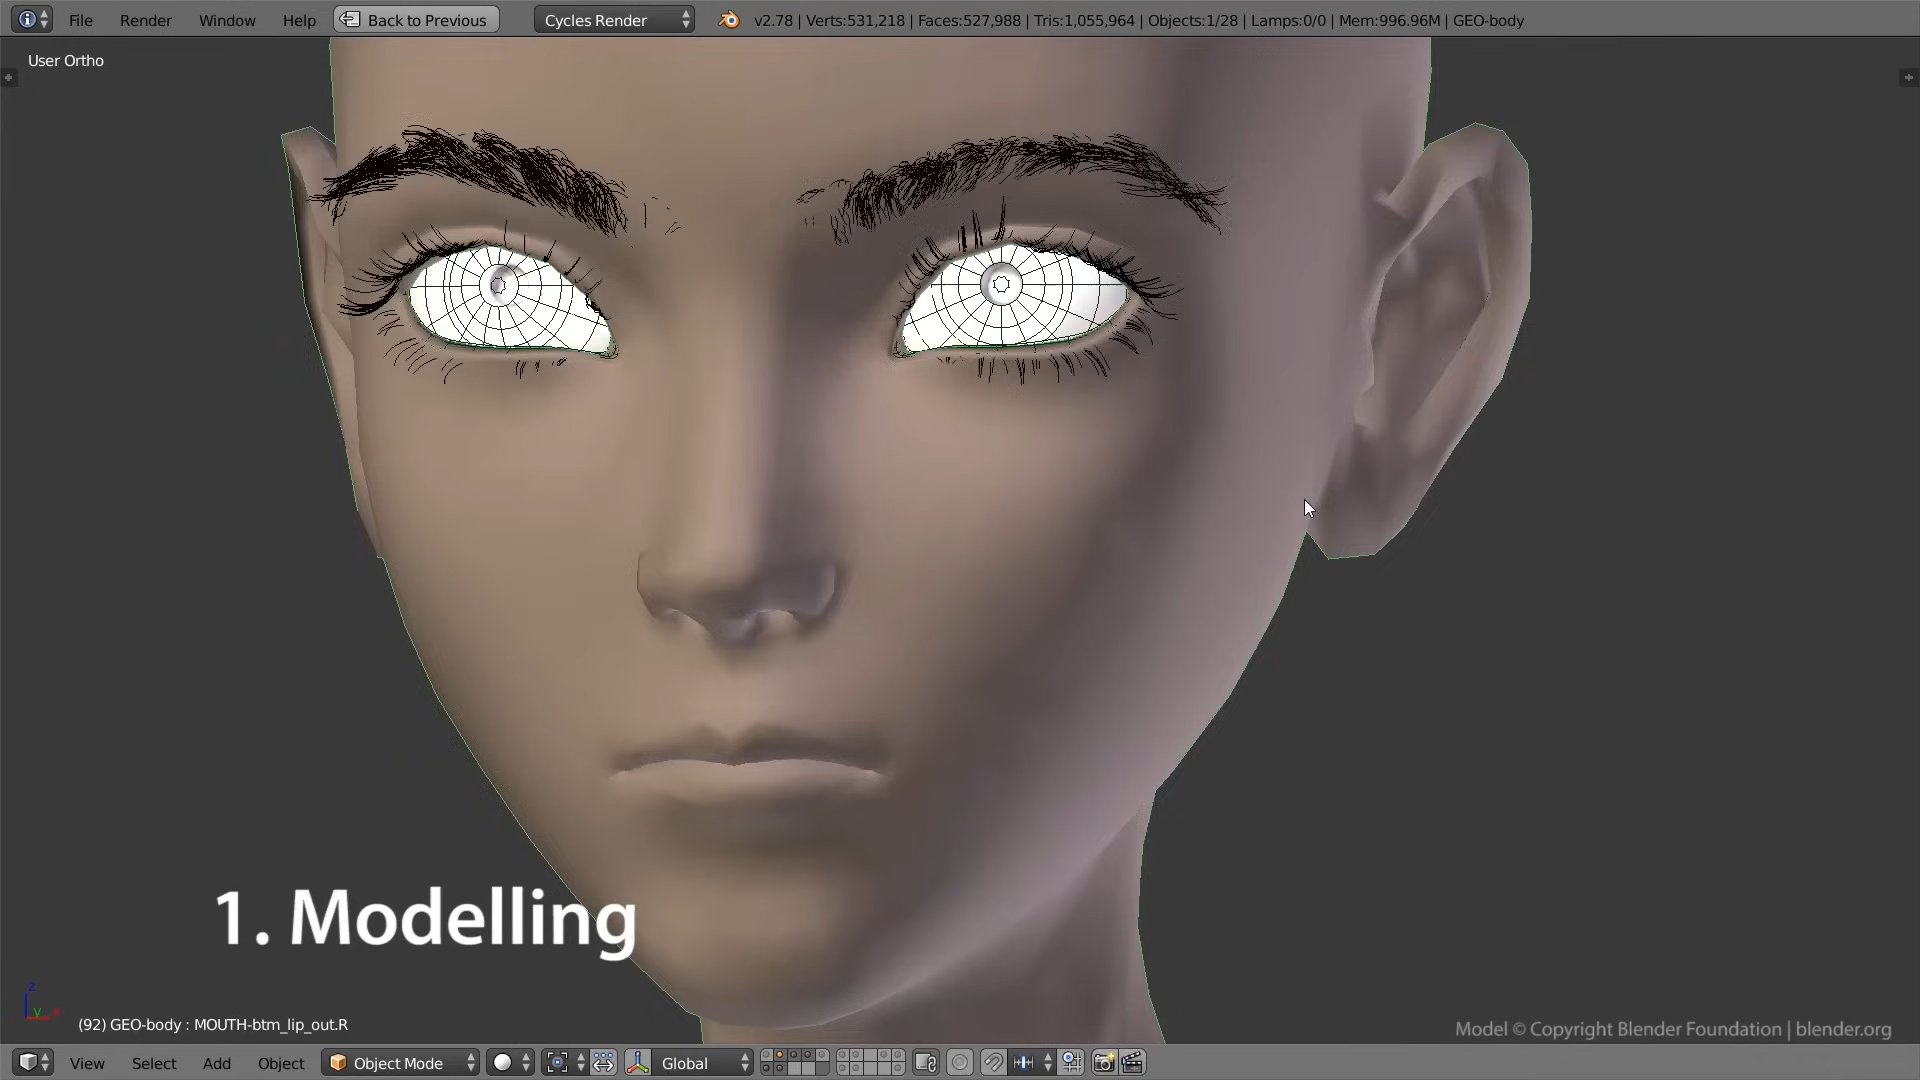 File Render Window Help Back to Previous Cycles Render v2.78 | Verts:531,218 | Faces:527,988 | Tris:1,055,964 | Objects:1/28 | Lamps:0/0 | Mem:996.96M | GEO-body
User Ortho
1. Modelling
z
y x
(92) GEO-body : MOUTH-btm_lip_out.R
Model © Copyright Blender Foundation | blender.org
View Select Add Object Object Mode Global